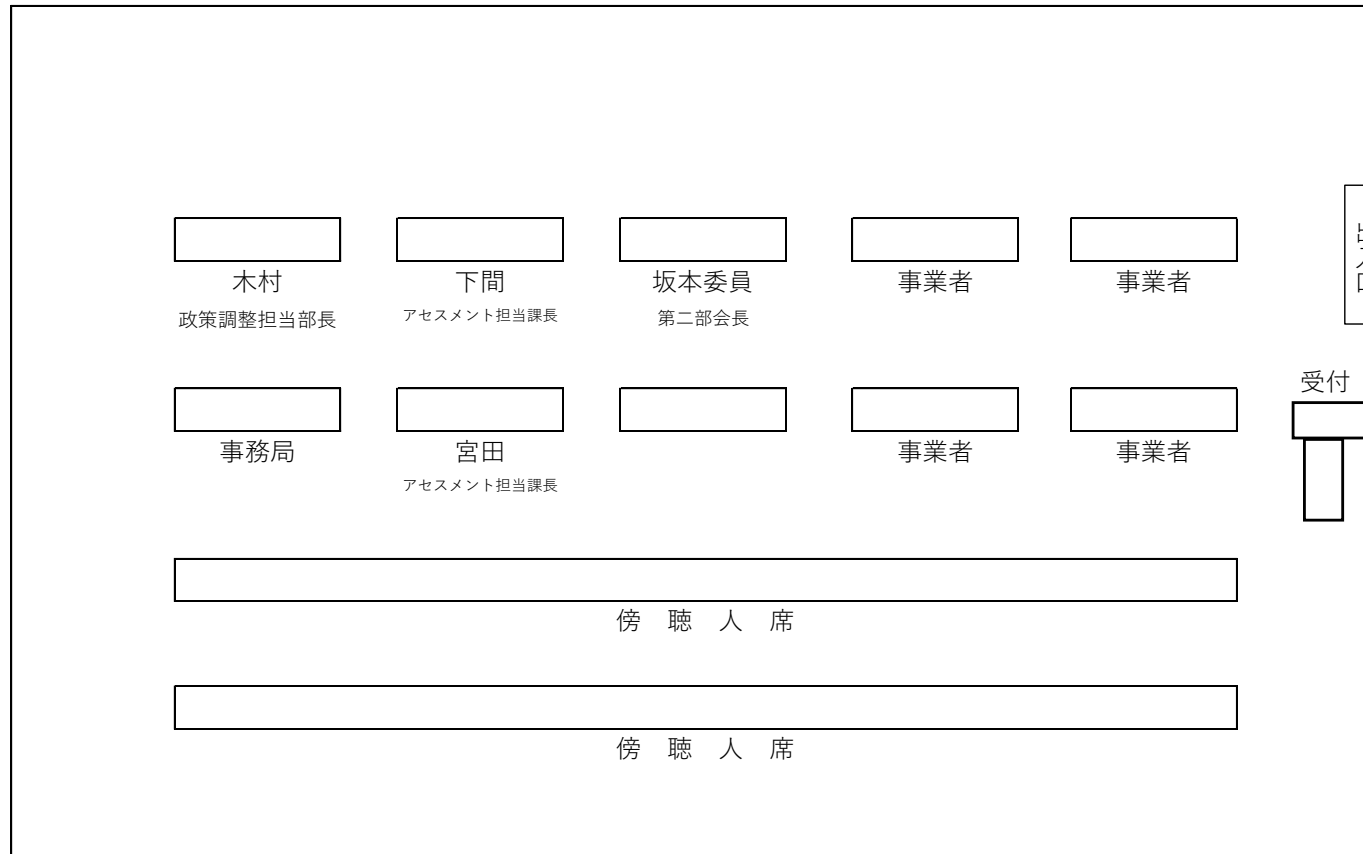 木村
下間
坂本委員
事業者
事業者
政策調整担当部長
アセスメント担当課長
第二部会長
出入口
受付
事務局
宮田
事業者
事業者
アセスメント担当課長
傍 聴 人 席
傍 聴 人 席